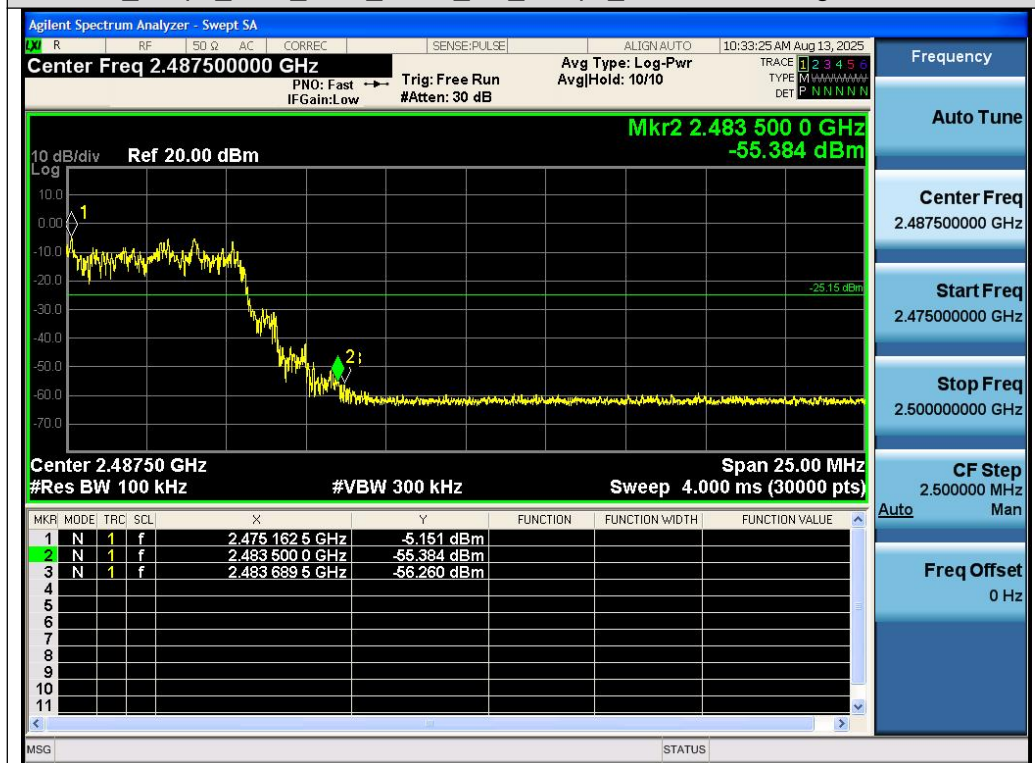 Agilent Spectrum Analyzer - Swept SA
LXI R RF 50 Ω AC CORREC SENSE:PULSE ALIGN AUTO 10:33:25 AM Aug 13, 2025
Center Freq 2.487500000 GHz
PNO: Fast
IFGain:Low
Trig: Free Run
#Atten: 30 dB
Avg Type: Log-Pwr
Avg|Hold: 10/10
TRACE 1 2 3 4 5 6
TYPE M
DET P N N N N N
Mkr2 2.483 500 0 GHz
-55.384 dBm
10 dB/div Ref 20.00 dBm
Log
10.0
0.00
-10.0
-20.0
-30.0
-40.0
-50.0
-60.0
-70.0
1
2
-25.15 dBm
Center 2.48750 GHz Span 25.00 MHz
#Res BW 100 kHz #VBW 300 kHz Sweep 4.000 ms (30000 pts)
MKR MODE TRC SCL X Y FUNCTION FUNCTION WIDTH FUNCTION VALUE
1 N 1 f 2.475 162 5 GHz -5.151 dBm
2 N 1 f 2.483 500 0 GHz -55.384 dBm
3 N 1 f 2.483 689 5 GHz -56.260 dBm
4
5
6
7
8
9
10
11
MSG STATUS
Frequency
Auto Tune
Center Freq
2.487500000 GHz
Start Freq
2.475000000 GHz
Stop Freq
2.500000000 GHz
CF Step
2.500000 MHz
Auto Man
Freq Offset
0 Hz